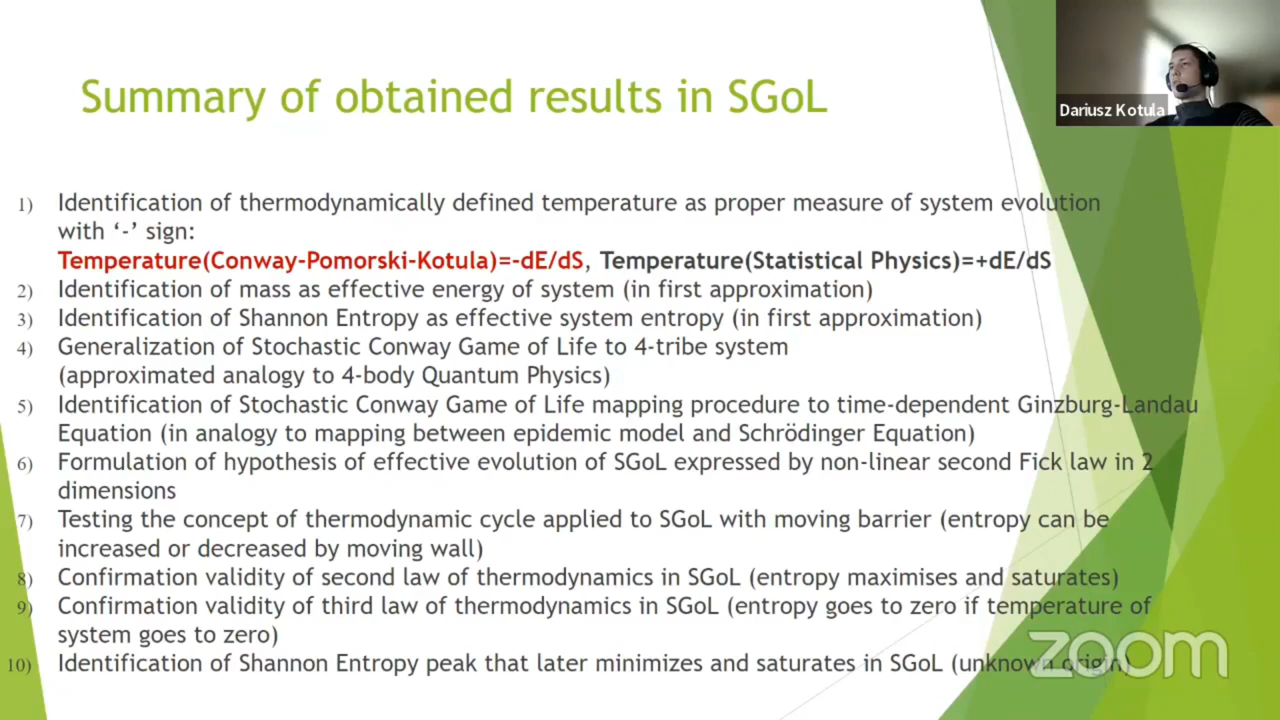 Summary of obtained results in SGoL
Dariusz Kotula
1) Identification of thermodynamically defined temperature as proper measure of system evolution
with ‘-’ sign:
Temperature(Conway-Pomorski-Kotula)=-dE/dS, Temperature(Statistical Physics)=+dE/dS
2) Identification of mass as effective energy of system (in first approximation)
3) Identification of Shannon Entropy as effective system entropy (in first approximation)
4) Generalization of Stochastic Conway Game of Life to 4-tribe system
(approximated analogy to 4-body Quantum Physics)
5) Identification of Stochastic Conway Game of Life mapping procedure to time-dependent Ginzburg-Landau
Equation (in analogy to mapping between epidemic model and Schrödinger Equation)
6) Formulation of hypothesis of effective evolution of SGoL expressed by non-linear second Fick law in 2
dimensions
7) Testing the concept of thermodynamic cycle applied to SGoL with moving barrier (entropy can be
increased or decreased by moving wall)
8) Confirmation validity of second law of thermodynamics in SGoL (entropy maximises and saturates)
9) Confirmation validity of third law of thermodynamics in SGoL (entropy goes to zero if temperature of
system goes to zero)
10) Identification of Shannon Entropy peak that later minimizes and saturates in SGoL (unknown origin)
zoom